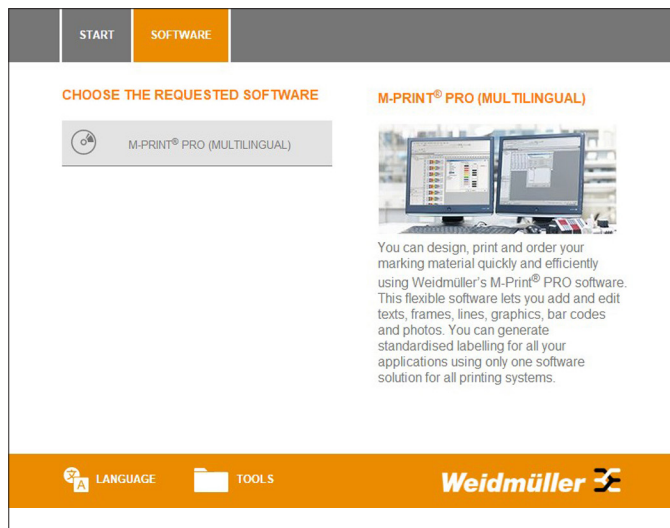 START
SOFTWARE
CHOOSE THE REQUESTED SOFTWARE
M-PRINT® PRO (MULTILINGUAL)
M-PRINT® PRO (MULTILINGUAL)
You can design, print and order your
marking material quickly and efficiently
using Weidmüller's M-Print® PRO software.
This flexible software lets you add and edit
texts, frames, lines, graphics, bar codes
and photos. You can generate
standardised labelling for all your
applications using only one software
solution for all printing systems.
文A LANGUAGE
TOOLS
Weidmüller